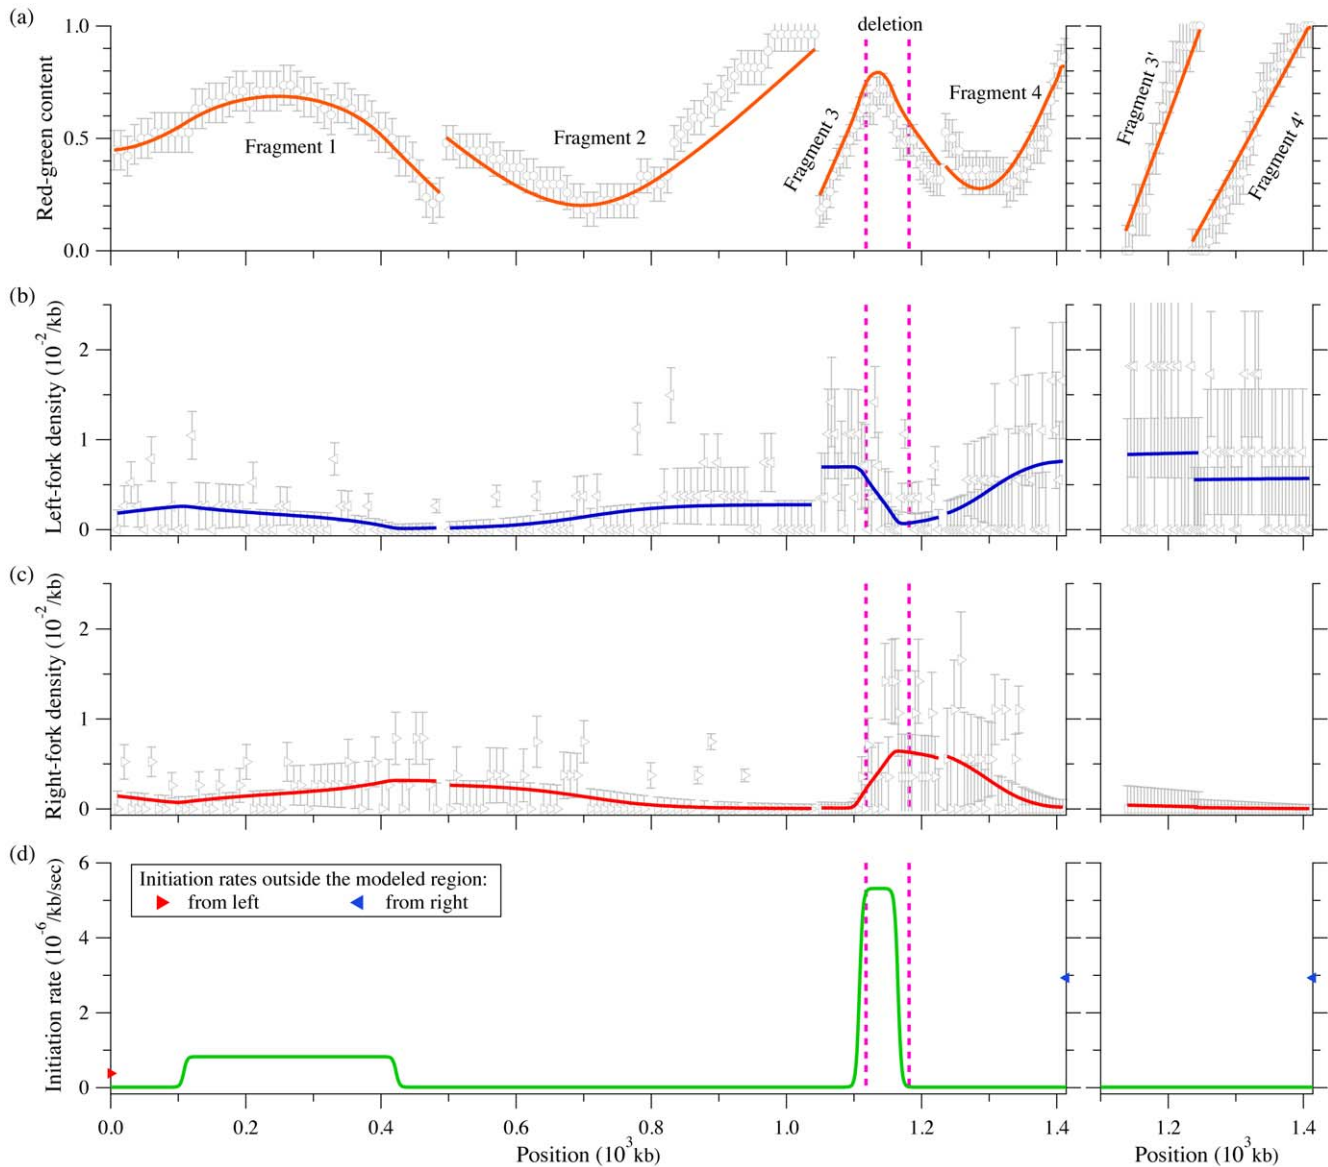 (a)
deletion
1.0
0.5
0.0
Red-green content
Fragment 1
Fragment 2
Fragment 3
Fragment 4
Fragment 3'
Fragment 4'
(b)
2
1
0
Left-fork density (10^-2/kb)
(c)
2
1
0
Right-fork density (10^-2/kb)
(d)
6
4
2
0
Initiation rate (10^-6/kb/sec)
Initiation rates outside the modeled region:
from left from right
0.0 0.2 0.4 0.6 0.8 1.0 1.2 1.4 1.2 1.4
Position (10^3 kb) Position (10^3 kb)